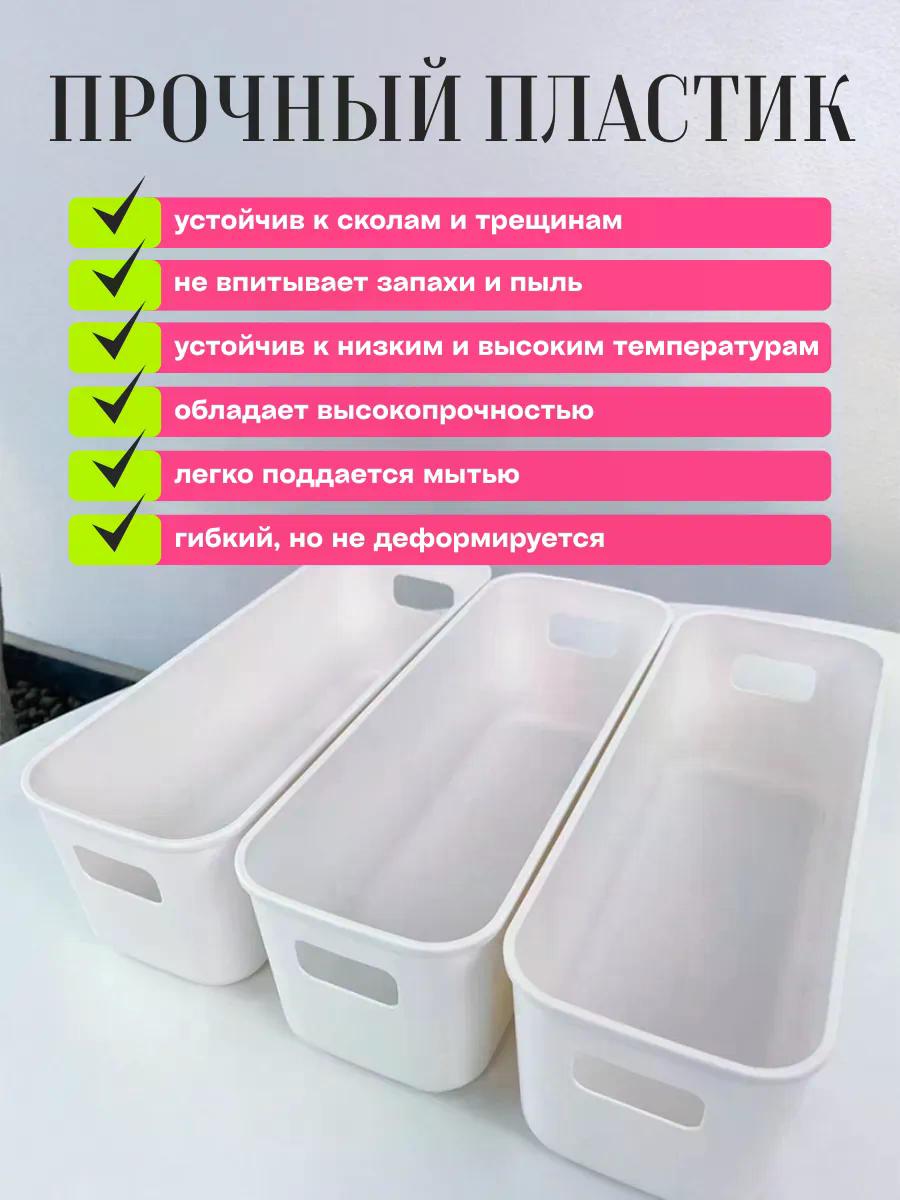 ПРОЧНЫЙ ПЛАСТИК
устойчив к сколам и трещинам
не впитывает запахи и пыль
устойчив к низким и высоким температурам
обладает высокопрочностью
легко поддается мытью
гибкий, но не деформируется